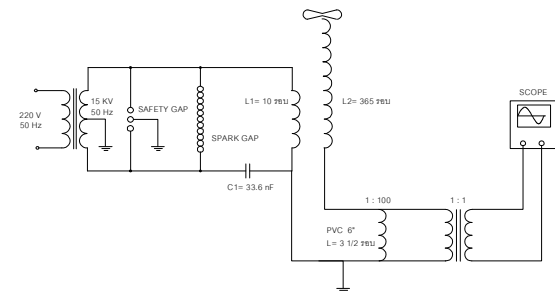 220 V
50 Hz
15 KV
50 Hz
SAFETY GAP
SPARK GAP
L1= 10 รอบ
C1= 33.6 nF
L2= 365 รอบ
1 : 100
PVC 6"
L= 3 1/2 รอบ
1 : 1
SCOPE